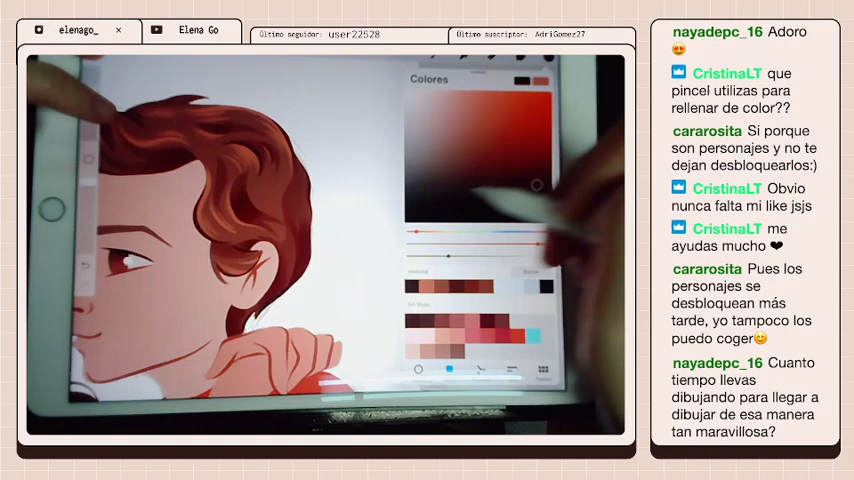 elenago_ ×
Elena Go
Último seguidor: user22528
Último suscriptor: AdriGomez27
Colores
nayadepc_16 Adoro
😍
CristinaLT que
pincel utilizas para
rellenar de color??
cararosita Si porque
son personajes y no te
dejan desbloquearlos:)
CristinaLT Obvio
nunca falta mi like jsjs
CristinaLT me
ayudas mucho ❤
cararosita Pues los
personajes se
desbloquean más
tarde, yo tampoco los
puedo coger😊
nayadepc_16 Cuanto
tiempo llevas
dibujando para llegar a
dibujar de esa manera
tan maravillosa?